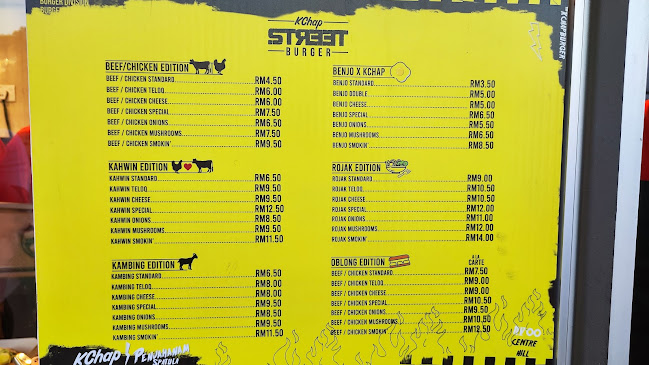 BURGER DIVISION
KChap
STREET
BURGER
"KCHAP BURGER"
BEEF/CHICKEN EDITION
BEEF / CHICKEN STANDARD RM4.50
BEEF / CHICKEN TELOQ RM6.00
BEEF / CHICKEN CHEESE RM6.00
BEEF / CHICKEN SPECIAL RM7.50
BEEF / CHICKEN ONIONS RM6.50
BEEF / CHICKEN MUSHROOMS RM7.50
BEEF / CHICKEN SMOKIN' RM9.50
KAHWIN EDITION
KAHWIN STANDARD RM6.50
KAHWIN TELOQ RM9.50
KAHWIN CHEESE RM9.50
KAHWIN SPECIAL RM12.50
KAHWIN ONIONS RM8.50
KAHWIN MUSHROOMS RM9.50
KAHWIN SMOKIN' RM11.50
KAMBING EDITION
KAMBING STANDARD RM6.50
KAMBING TELOQ RM8.00
KAMBING CHEESE RM8.00
KAMBING SPECIAL RM9.50
KAMBING ONIONS RM8.50
KAMBING MUSHROOMS RM9.50
KAMBING SMOKIN' RM11.50
KChap!
PENUKHANAM
SPATULA
BENJO X KCHAP
BENJO STANDARD RM3.50
BENJO DOUBLE RM5.00
BENJO CHEESE RM5.00
BENJO SPECIAL RM6.50
BENJO ONIONS RM5.50
BENJO MUSHROOMS RM6.50
BENJO SMOKIN' RM8.50
ROJAK EDITION
ROJAK STANDARD RM9.00
ROJAK TELOQ RM10.50
ROJAK CHEESE RM10.50
ROJAK SPECIAL RM12.00
ROJAK ONIONS RM11.00
ROJAK MUSHROOMS RM12.00
ROJAK SMOKIN' RM14.00
OBLONG EDITION
A LA
CARTE
BEEF / CHICKEN STANDARD RM7.50
BEEF / CHICKEN TELOQ RM9.00
BEEF / CHICKEN CHEESE RM9.00
BEEF / CHICKEN SPECIAL RM10.50
BEEF / CHICKEN ONIONS RM9.50
BEEF / CHICKEN MUSHROOMS RM10.50
BEEF / CHICKEN SMOKIN' RM12.50
CENTRE
HILL